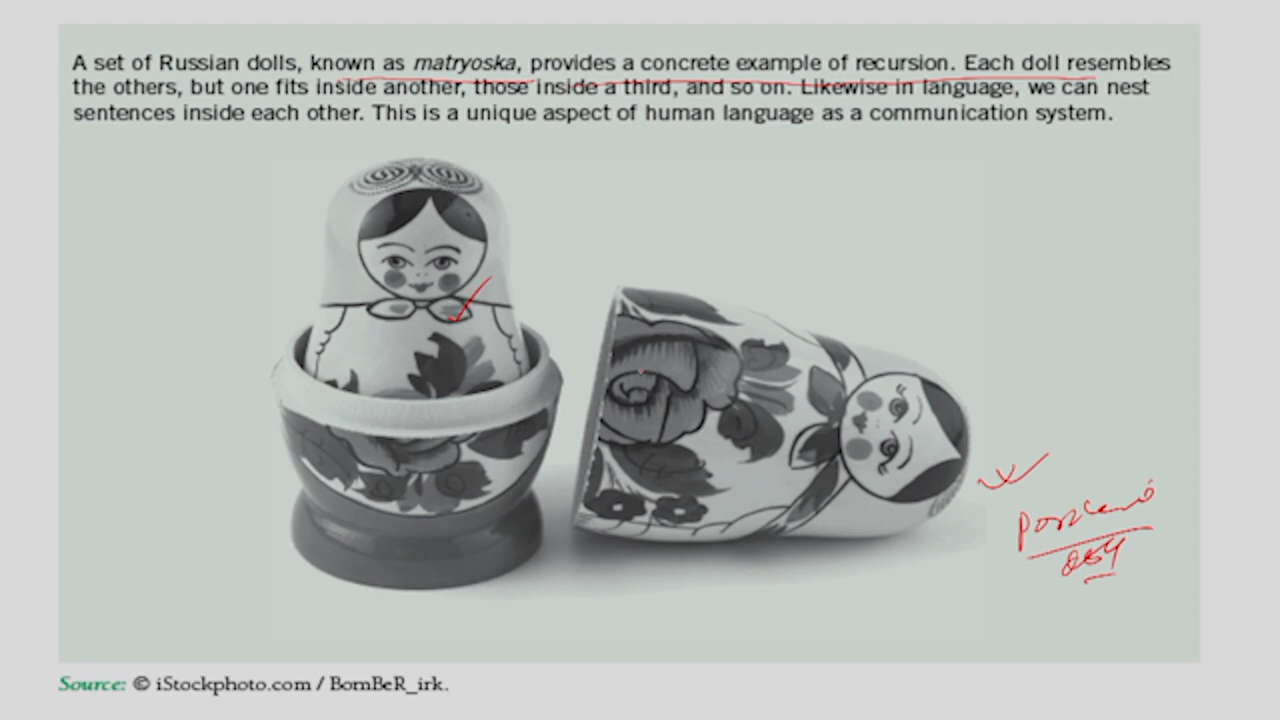 A set of Russian dolls, known as matryoska, provides a concrete example of recursion. Each doll resembles
the others, but one fits inside another, those inside a third, and so on. Likewise in language, we can nest
sentences inside each other. This is a unique aspect of human language as a communication system.
Source: © iStockphoto.com / BomBeR_irk.